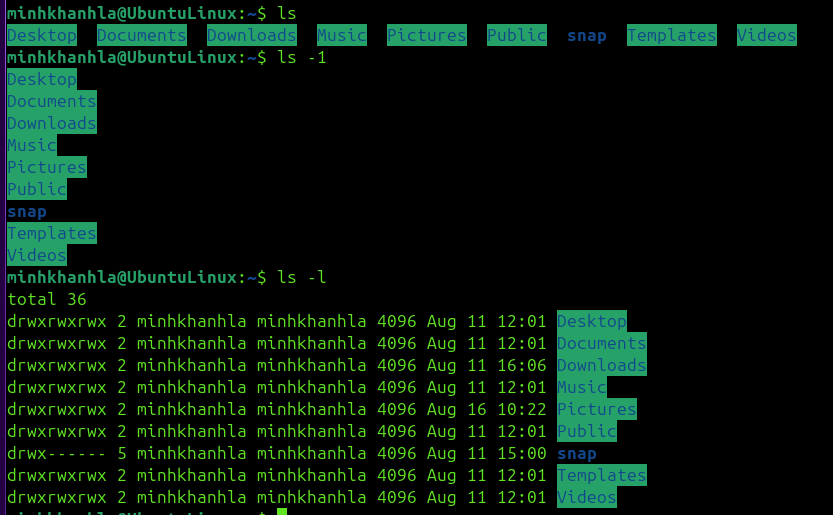 minhkhanhla@UbuntuLinux:~$ ls
Desktop  Documents  Downloads  Music  Pictures  Public  snap  Templates  Videos
minhkhanhla@UbuntuLinux:~$ ls -1
Desktop
Documents
Downloads
Music
Pictures
Public
snap
Templates
Videos
minhkhanhla@UbuntuLinux:~$ ls -l
total 36
drwxrwxrwx 2 minhkhanhla minhkhanhla 4096 Aug 11 12:01 Desktop
drwxrwxrwx 2 minhkhanhla minhkhanhla 4096 Aug 11 12:01 Documents
drwxrwxrwx 2 minhkhanhla minhkhanhla 4096 Aug 11 16:06 Downloads
drwxrwxrwx 2 minhkhanhla minhkhanhla 4096 Aug 11 12:01 Music
drwxrwxrwx 2 minhkhanhla minhkhanhla 4096 Aug 16 10:22 Pictures
drwxrwxrwx 2 minhkhanhla minhkhanhla 4096 Aug 11 12:01 Public
drwx------ 5 minhkhanhla minhkhanhla 4096 Aug 11 15:00 snap
drwxrwxrwx 2 minhkhanhla minhkhanhla 4096 Aug 11 12:01 Templates
drwxrwxrwx 2 minhkhanhla minhkhanhla 4096 Aug 11 12:01 Videos
minhkhanhla@UbuntuLinux:~$